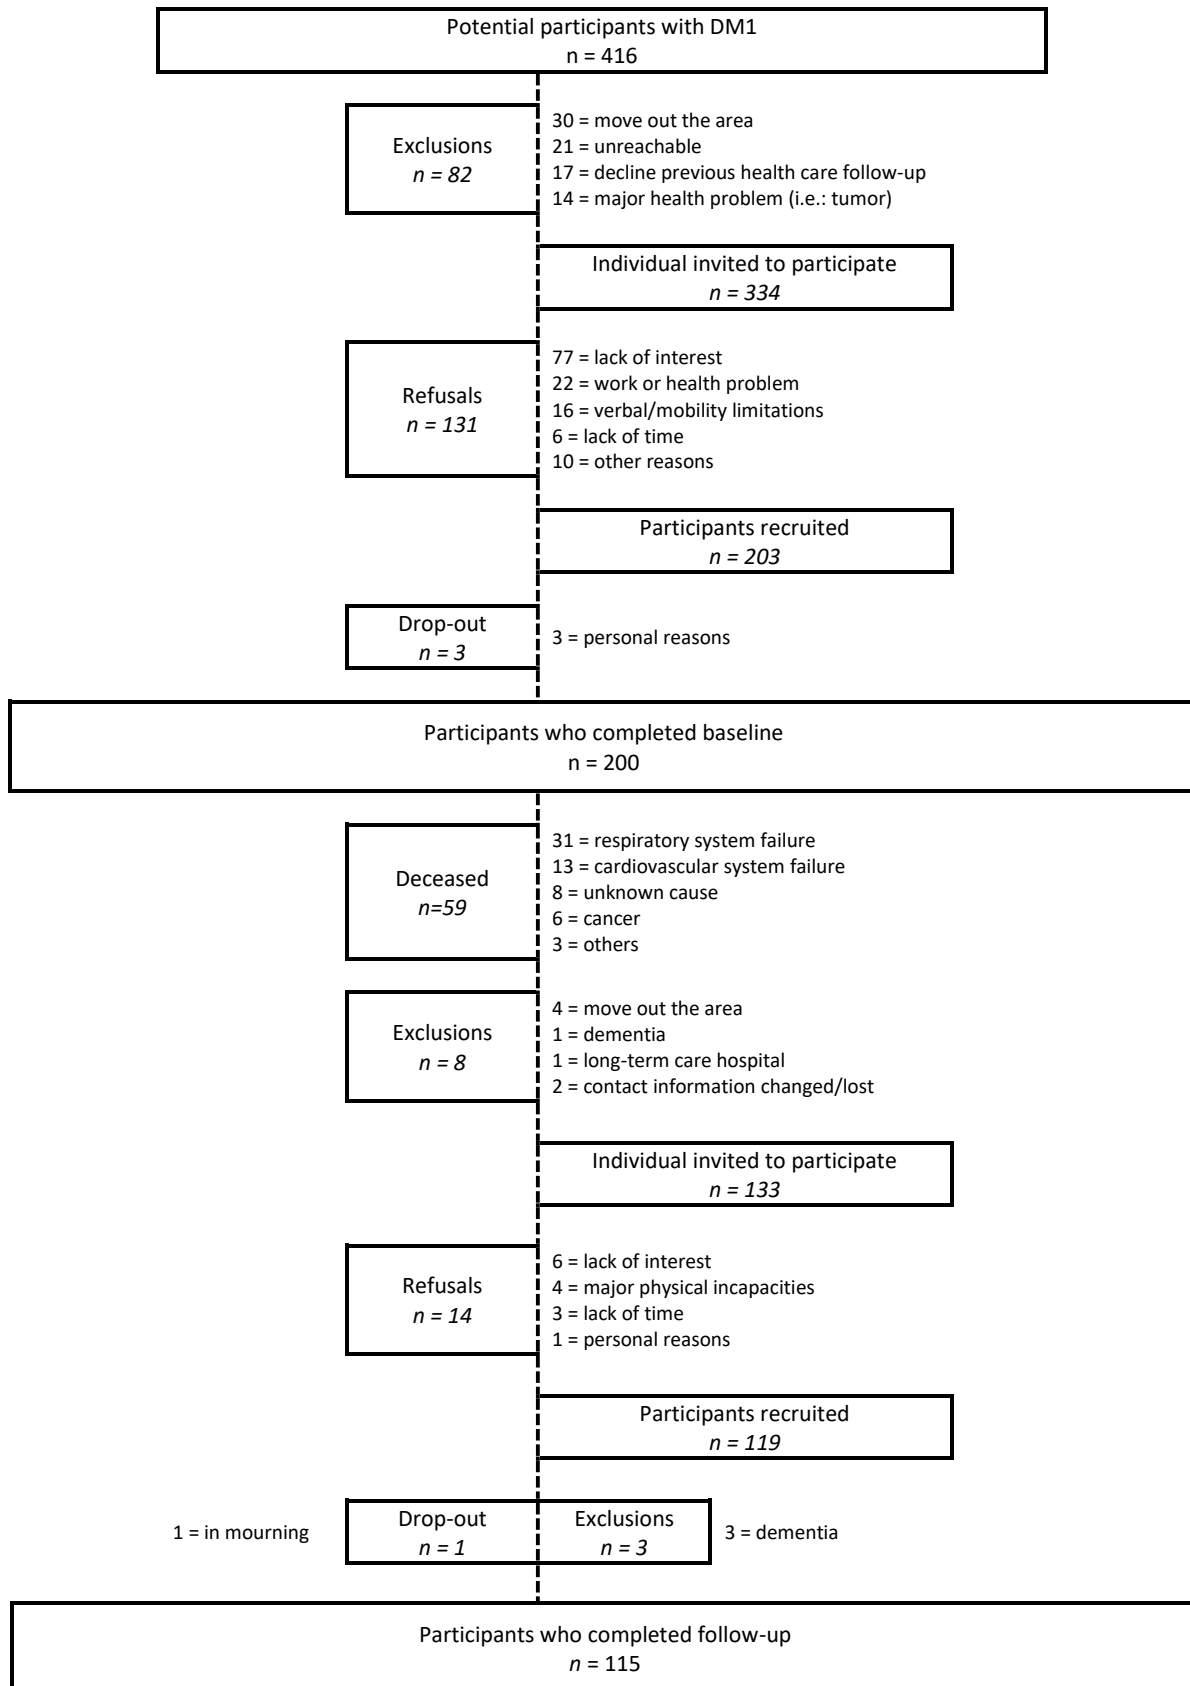 Potential participants with DM1
n = 416
Exclusions
n = 82
30 = move out the area
21 = unreachable
17 = decline previous health care follow-up
14 = major health problem (i.e.: tumor)
Individual invited to participate
n = 334
Refusals
n = 131
77 = lack of interest
22 = work or health problem
16 = verbal/mobility limitations
6 = lack of time
10 = other reasons
Participants recruited
n = 203
Drop-out
n = 3
3 = personal reasons
Participants who completed baseline
n = 200
Deceased
n=59
31 = respiratory system failure
13 = cardiovascular system failure
8 = unknown cause
6 = cancer
3 = others
Exclusions
n = 8
4 = move out the area
1 = dementia
1 = long-term care hospital
2 = contact information changed/lost
Individual invited to participate
n = 133
Refusals
n = 14
6 = lack of interest
4 = major physical incapacities
3 = lack of time
1 = personal reasons
Participants recruited
n = 119
1 = in mourning
Drop-out
n = 1
Exclusions
n = 3
3 = dementia
Participants who completed follow-up
n = 115